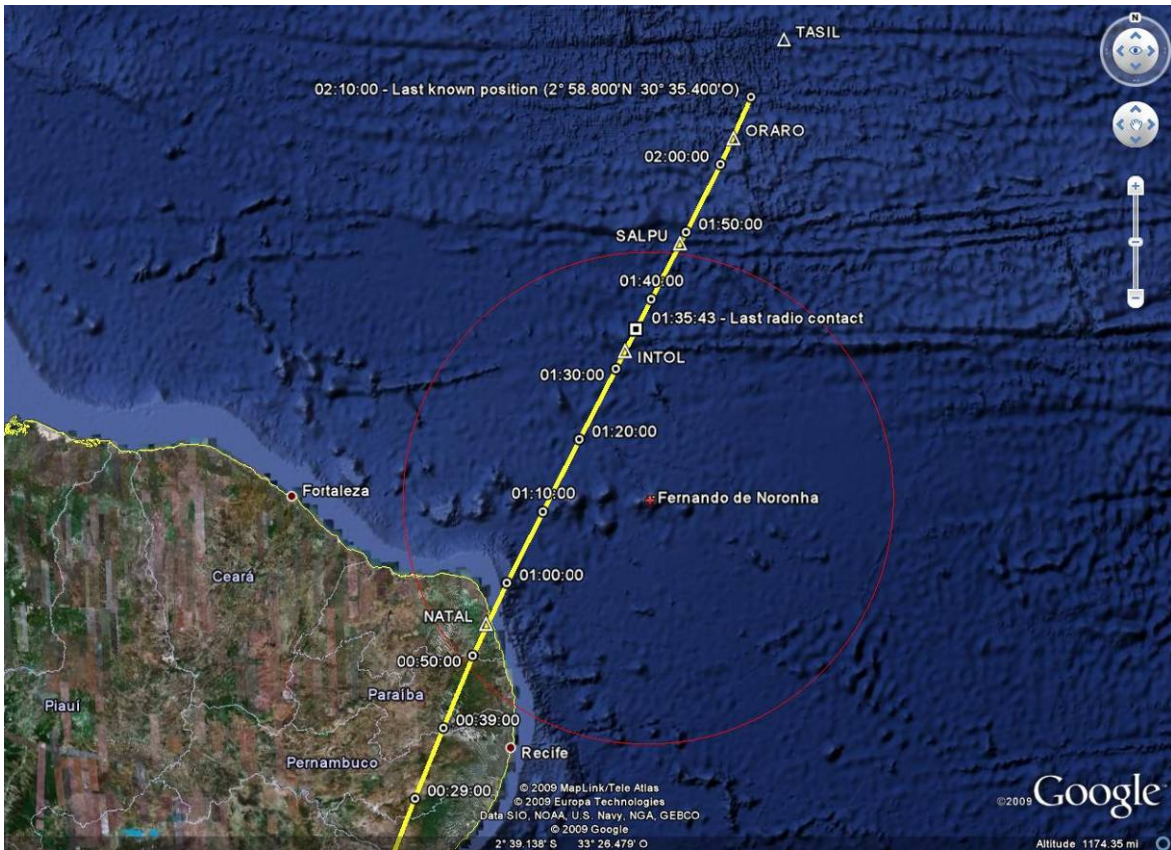 N
TASIL
02:10:00 - Last known position (2° 58.800'N  30° 35.400'O)
ORARO
02:00:00
01:50:00
SALPU
01:40:00
01:35:43 - Last radio contact
INTOL
01:30:00
01:20:00
Fortaleza
01:10:00
Fernando de Noronha
Ceará
01:00:00
NATAL
00:50:00
Paraíba
Piauí
00:39:00
Recife
Pernambuco
00:29:00
© 2009 MapLink/Tele Atlas
© 2009 Europa Technologies
Data SIO, NOAA, U.S. Navy, NGA, GEBCO
© 2009 Google
©2009 Google
2° 39.138' S    33° 26.479' O
Altitude  1174.35 mi